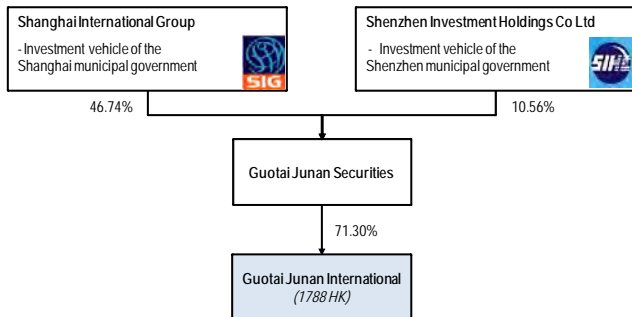 Shanghai International Group
- Investment vehicle of the
Shanghai municipal government
SIG
Shenzhen Investment Holdings Co Ltd
- Investment vehicle of the
Shenzhen municipal government
SIHC
46.74%
10.56%
Guotai Junan Securities
71.30%
Guotai Junan International
(1788 HK)